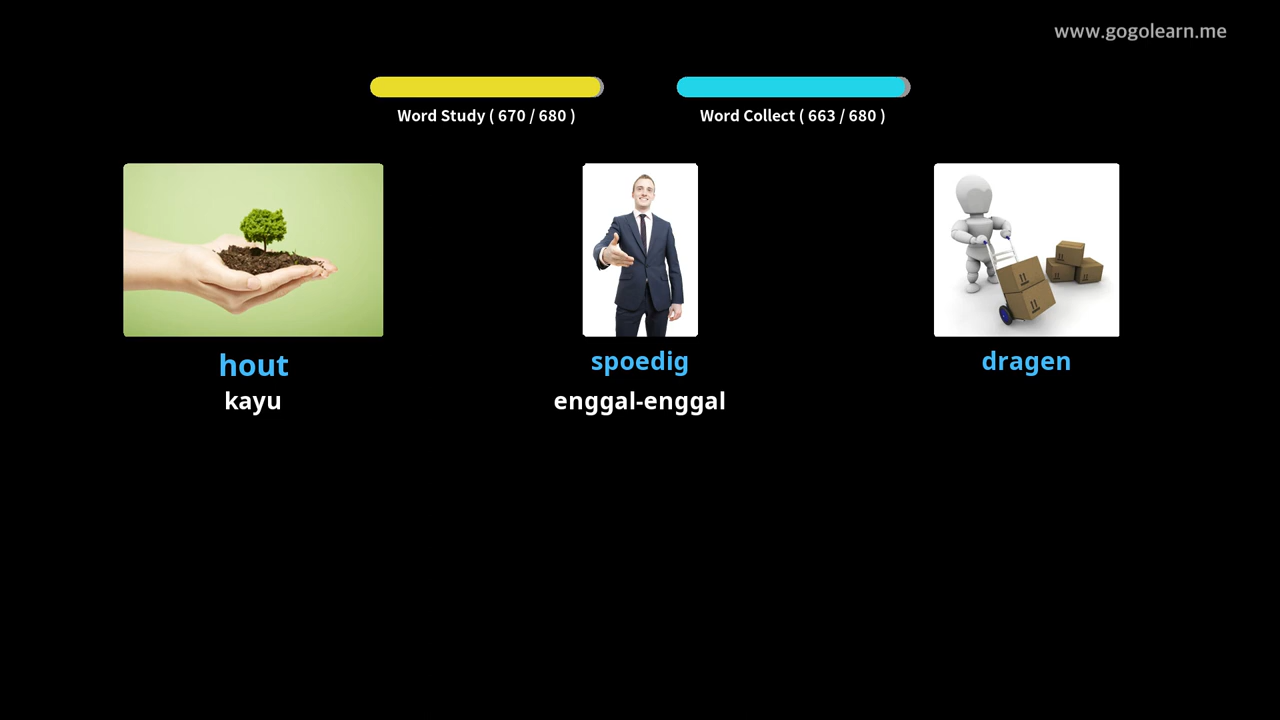 www.gogolearn.me
Word Study ( 670 / 680 )
Word Collect ( 663 / 680 )
hout
spoedig
dragen
kayu
enggal-enggal